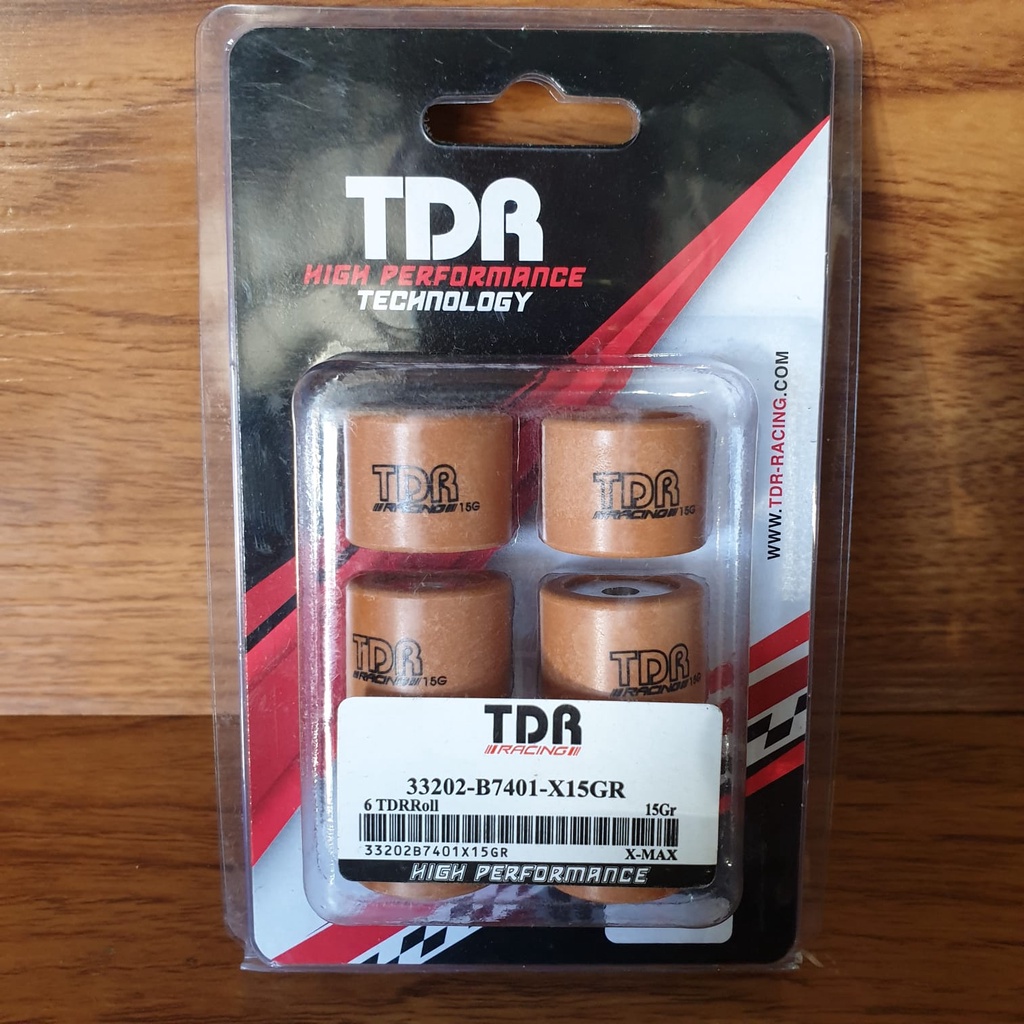 TDR
HIGH PERFORMANCE
TECHNOLOGY
WWW.TDR-RACING.COM
TDR
RACING 15G
TDR
RACING 15G
TDR
RACING 15G
TDR
RACING 15G
TDR
RACING
33202-B7401-X15GR
6 TDRRoll 15Gr
33202B7401X15GR X-MAX
HIGH PERFORMANCE